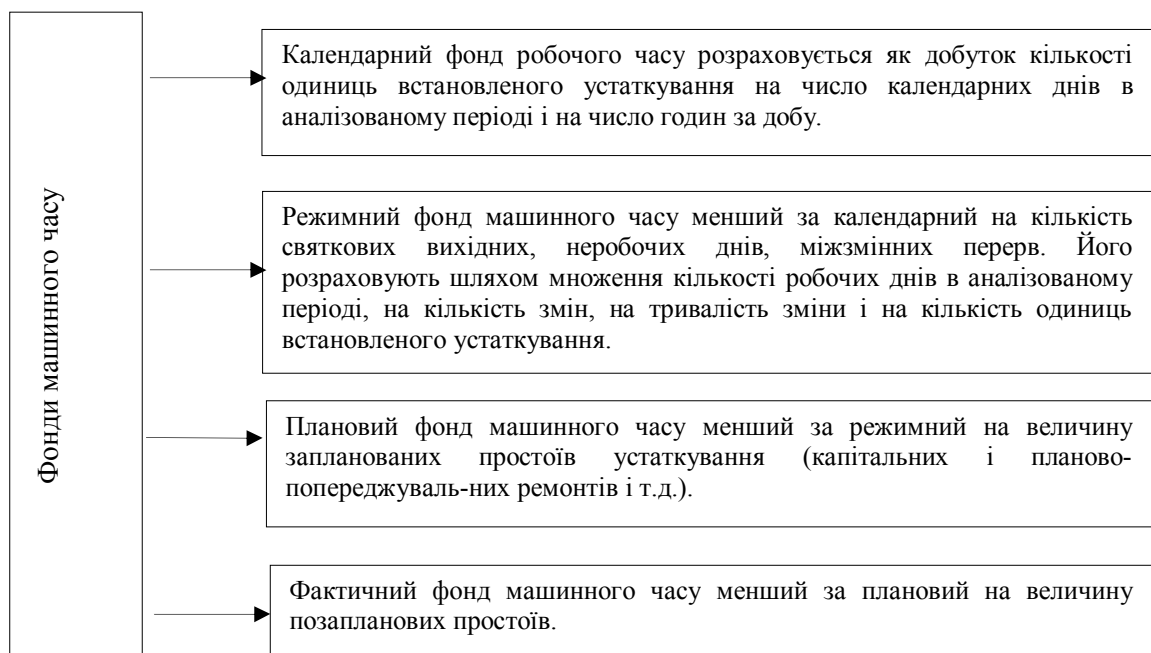 Фонди машинного часу
Календарний фонд робочого часу розраховується як добуток кількості
одиниць встановленого устаткування на число календарних днів в
аналізованому періоді і на число годин за добу.
Режимний фонд машинного часу менший за календарний на кількість
святкових вихідних, неробочих днів, міжзмінних перерв. Його
розраховують шляхом множення кількості робочих днів в аналізованому
періоді, на кількість змін, на тривалість зміни і на кількість одиниць
встановленого устаткування.
Плановий фонд машинного часу менший за режимний на величину
запланованих простоїв устаткування (капітальних і планово-
попереджуваль-них ремонтів і т.д.).
Фактичний фонд машинного часу менший за плановий на величину
позапланових простоїв.